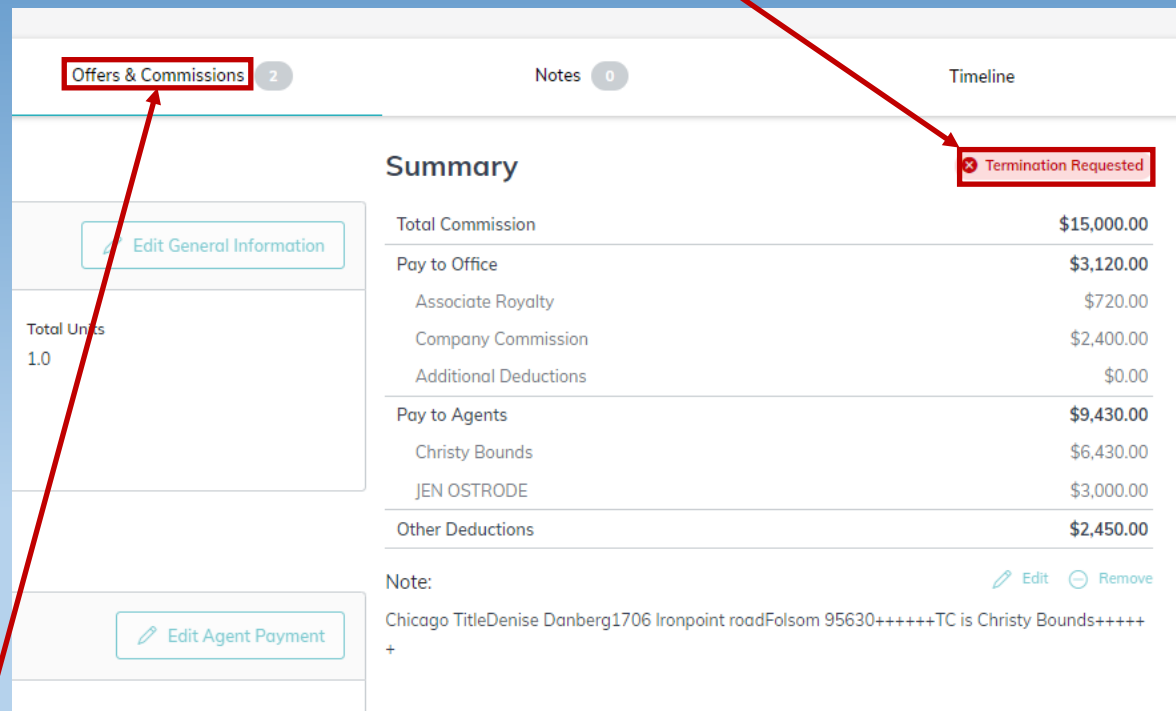 Offers & Commissions 2 Notes 0 Timeline
Summary
Termination Requested
Edit General Information
Total Units
1.0
Total Commission $15,000.00
Pay to Office $3,120.00
Associate Royalty $720.00
Company Commission $2,400.00
Additional Deductions $0.00
Pay to Agents $9,430.00
Christy Bounds $6,430.00
JEN OSTRODE $3,000.00
Other Deductions $2,450.00
Note:
Edit Remove
Chicago TitleDenise Danberg1706 Ironpoint roadFolsom 95630++++++TC is Christy Bounds+++++
+
Edit Agent Payment